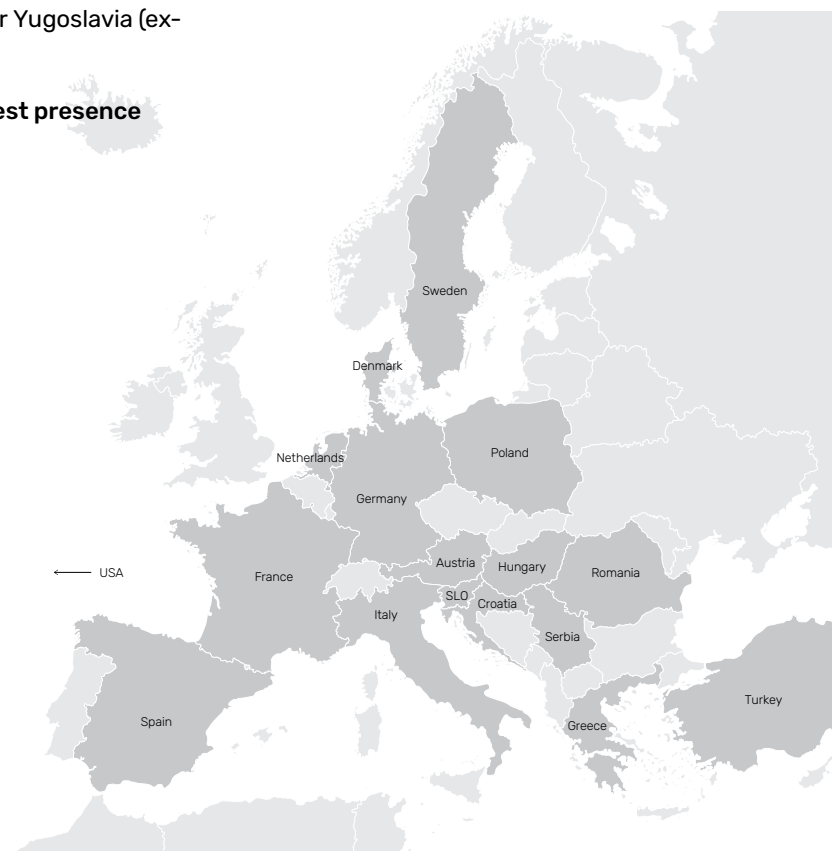 r Yugoslavia (ex-
est presence
Sweden
Denmark
Netherlands
Poland
Germany
USA
France
Austria
Hungary
Romania
SLO
Croatia
Italy
Serbia
Spain
Greece
Turkey